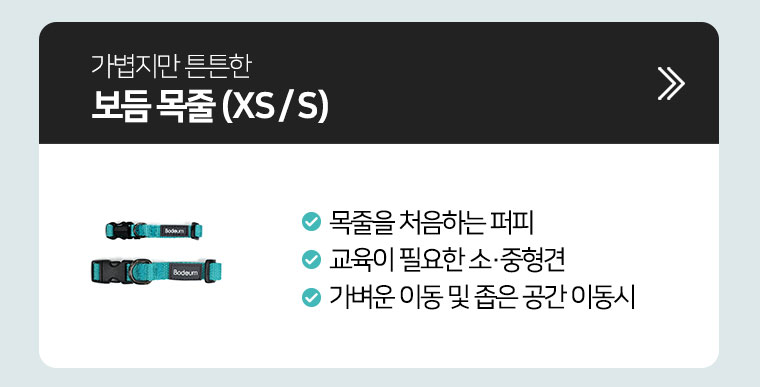 가볍지만 튼튼한
보듬 목줄 (XS / S)
Bodeum
Bodeum
목줄을 처음하는 퍼피
교육이 필요한 소·중형견
가벼운 이동 및 좁은 공간 이동시